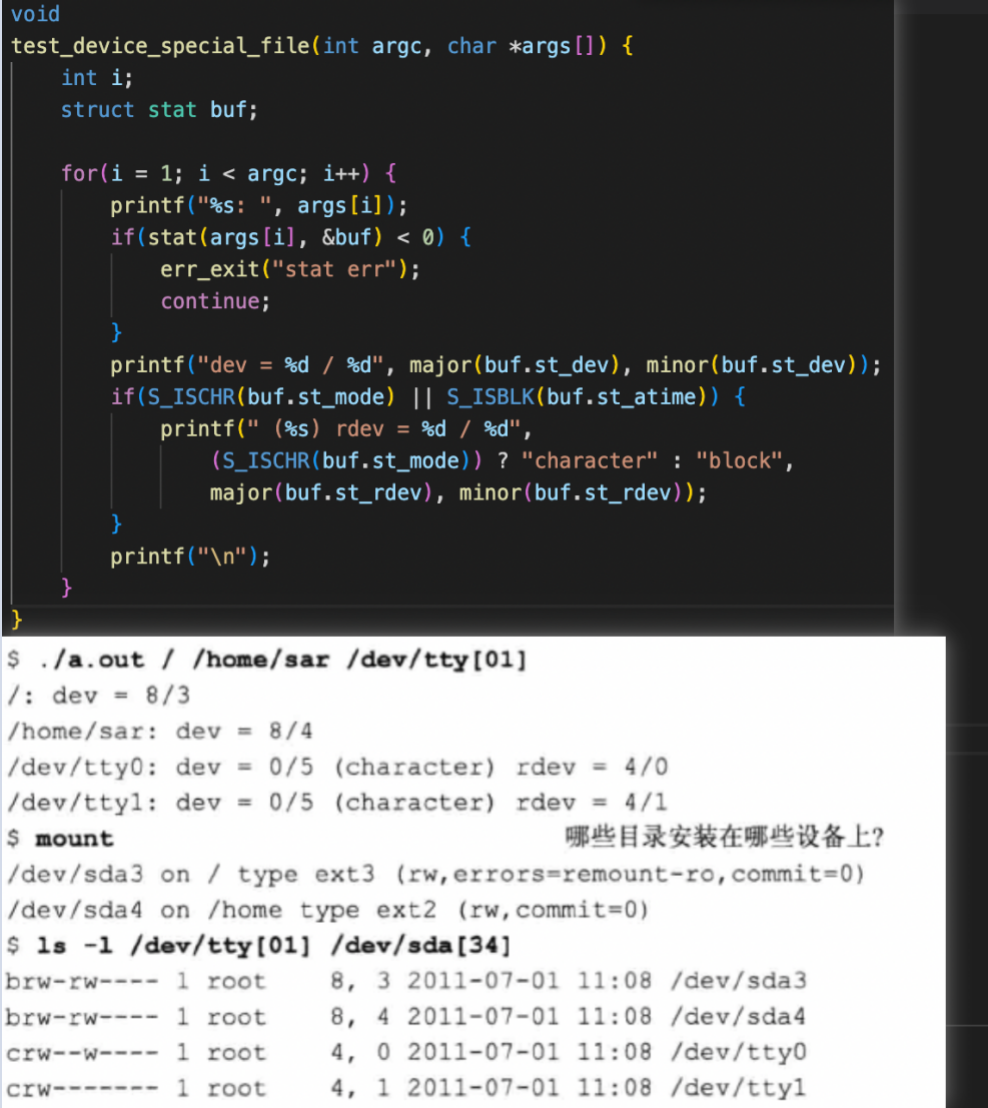 void
test_device_special_file(int argc, char *args[]) {
int i;
struct stat buf;
for(i = 1; i < argc; i++) {
printf("%s: ", args[i]);
if(stat(args[i], &buf) < 0) {
err_exit("stat err");
continue;
}
printf("dev = %d / %d", major(buf.st_dev), minor(buf.st_dev));
if(S_ISCHR(buf.st_mode) || S_ISBLK(buf.st_atime)) {
printf(" (%s) rdev = %d / %d",
(S_ISCHR(buf.st_mode)) ? "character" : "block",
major(buf.st_rdev), minor(buf.st_rdev));
}
printf("\n");
}
}
$ ./a.out / /home/sar /dev/tty[01]
/: dev = 8/3
/home/sar: dev = 8/4
/dev/tty0: dev = 0/5 (character) rdev = 4/0
/dev/tty1: dev = 0/5 (character) rdev = 4/1
$ mount 哪些目录安装在哪些设备上?
/dev/sda3 on / type ext3 (rw,errors=remount-ro,commit=0)
/dev/sda4 on /home type ext2 (rw,commit=0)
$ ls -l /dev/tty[01] /dev/sda[34]
brw-rw---- 1 root 8, 3 2011-07-01 11:08 /dev/sda3
brw-rw---- 1 root 8, 4 2011-07-01 11:08 /dev/sda4
crw--w---- 1 root 4, 0 2011-07-01 11:08 /dev/tty0
crw------- 1 root 4, 1 2011-07-01 11:08 /dev/tty1